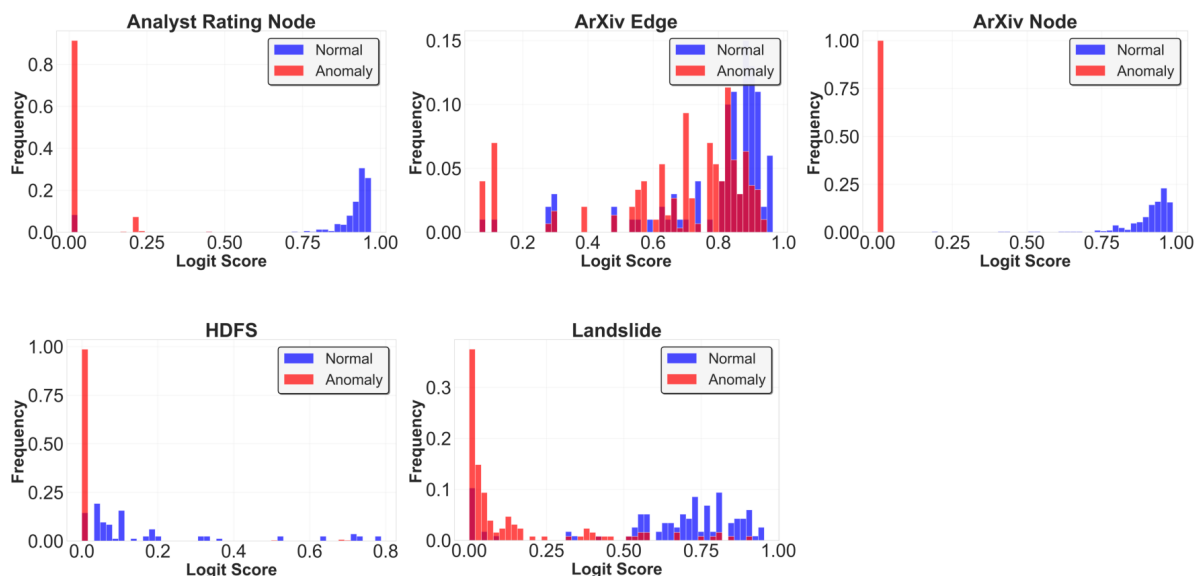 Analyst Rating Node
Frequency
0.8
0.6
0.4
0.2
0.0
0.00 0.25 0.50 0.75 1.00
Logit Score
Normal
Anomaly
ArXiv Edge
Frequency
0.15
0.10
0.05
0.00
0.2 0.4 0.6 0.8 1.0
Logit Score
Normal
Anomaly
ArXiv Node
Frequency
1.00
0.75
0.50
0.25
0.00
0.00 0.25 0.50 0.75 1.00
Logit Score
Normal
Anomaly
HDFS
Frequency
1.00
0.75
0.50
0.25
0.00
0.0 0.2 0.4 0.6 0.8
Logit Score
Normal
Anomaly
Landslide
Frequency
0.3
0.2
0.1
0.0
0.00 0.25 0.50 0.75 1.00
Logit Score
Normal
Anomaly